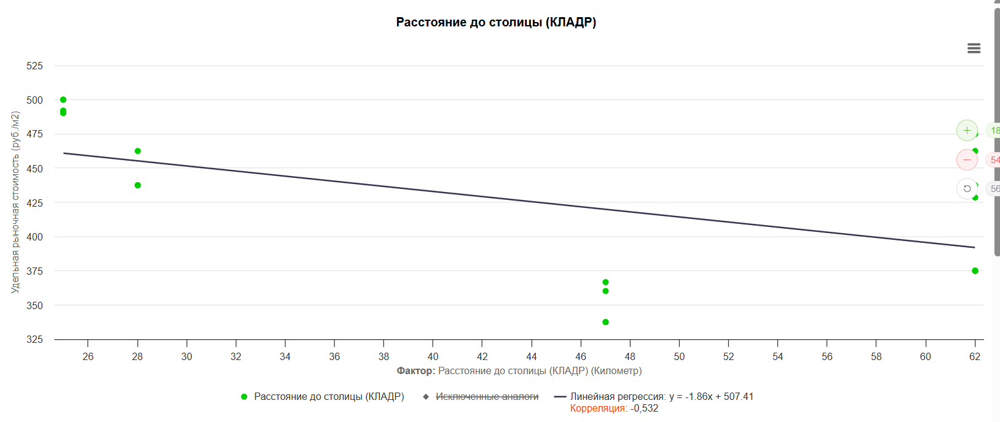 Расстояние до столицы (КЛАДР)
525
500
475
450
425
400
375
350
325
Удельная рыночная стоимость (руб./м2)
18
54
56
26 28 30 32 34 36 38 40 42 44 46 48 50 52 54 56 58 60 62
Фактор: Расстояние до столицы (КЛАДР) (Километр)
Расстояние до столицы (КЛАДР) Исключенные аналоги Линейная регрессия: y = -1.86x + 507.41
Корреляция: -0,532